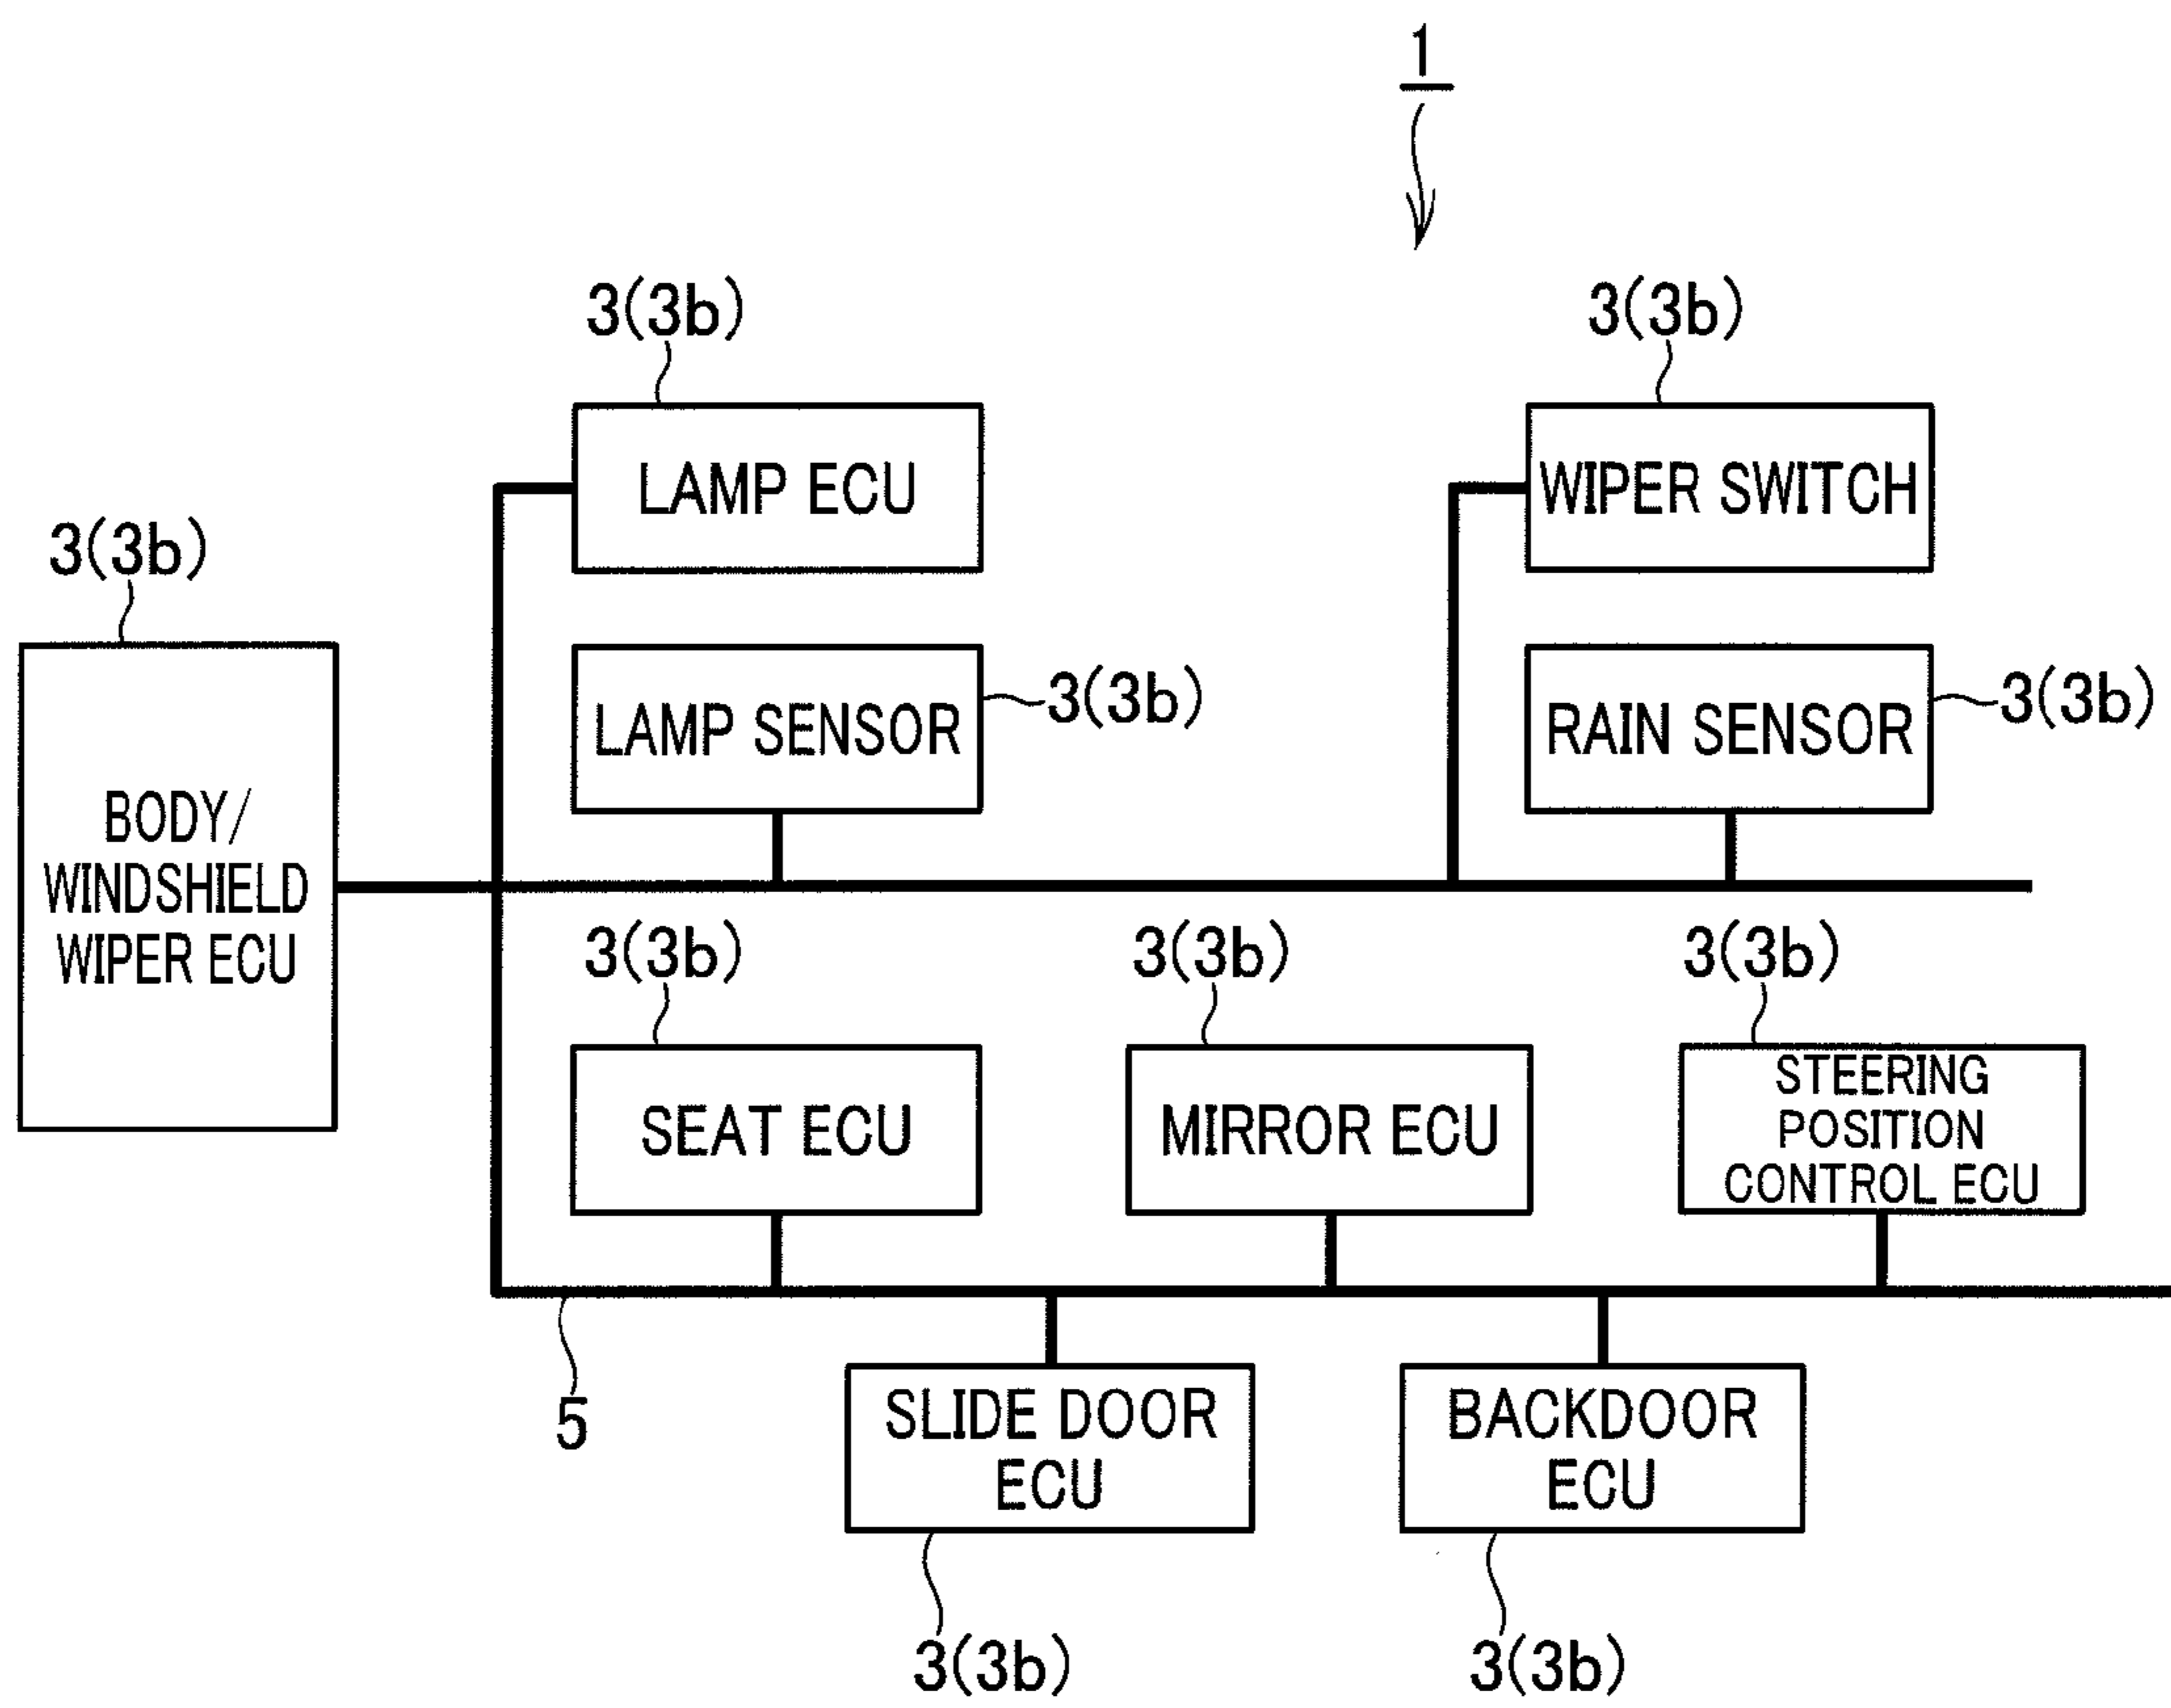 1
3(3b)
3(3b)
LAMP ECU
WIPER SWITCH
3(3b)
LAMP SENSOR
3(3b)
RAIN SENSOR
3(3b)
BODY/
WINDSHIELD
WIPER ECU
3(3b)
3(3b)
3(3b)
SEAT ECU
MIRROR ECU
STEERING
POSITION
CONTROL ECU
5
SLIDE DOOR
ECU
BACKDOOR
ECU
3(3b)
3(3b)